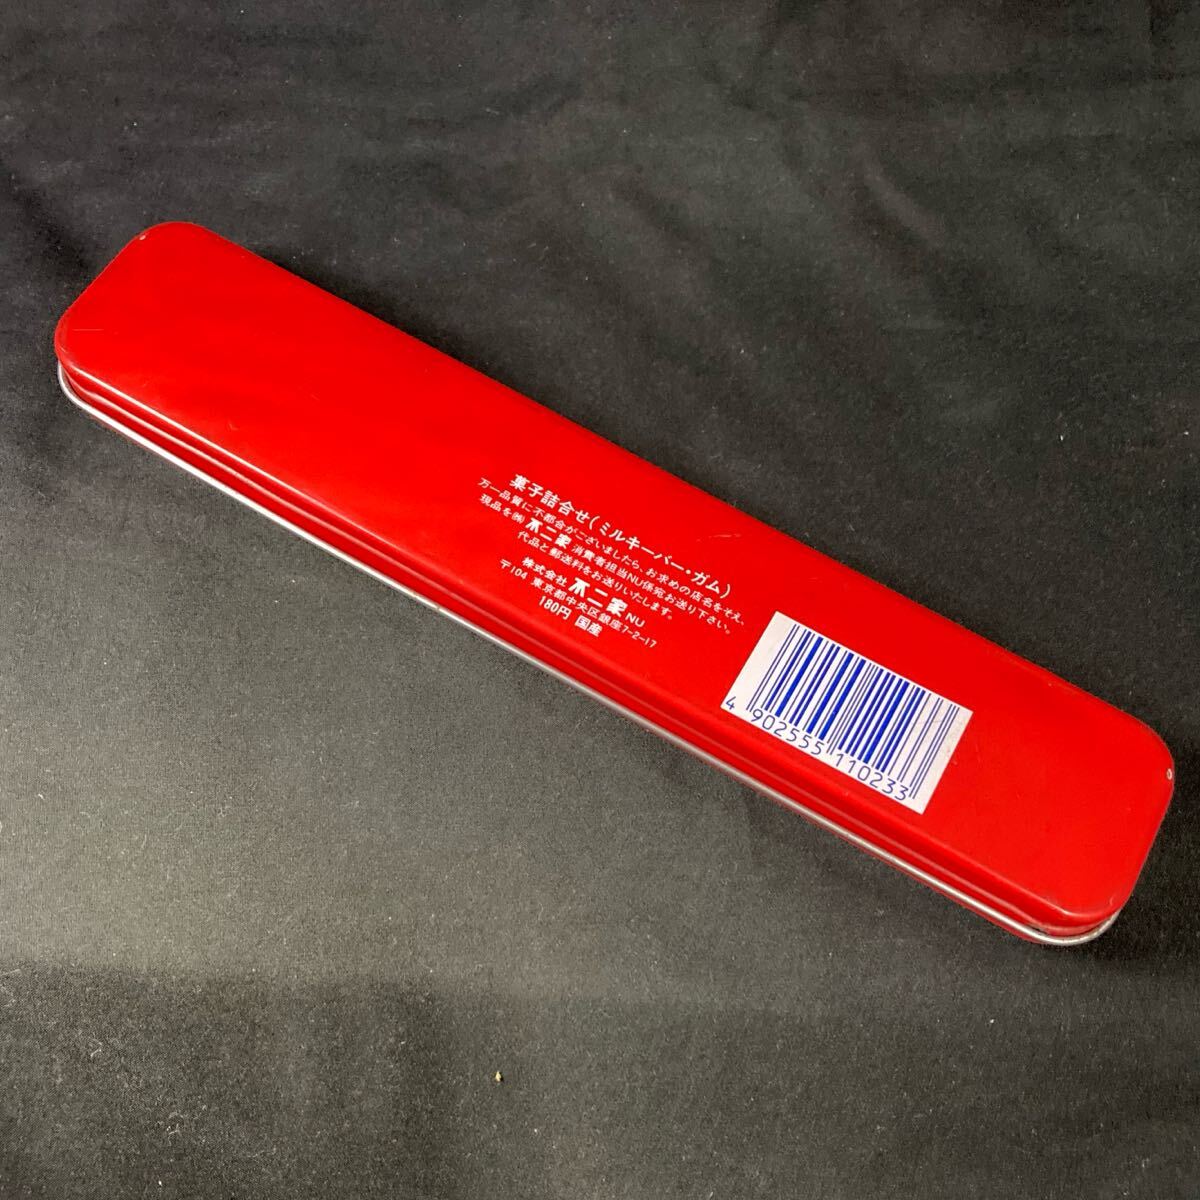 菓子詰合せ(ミルキーバー・ガム)
万一品質に不都合がございましたら、お求めの店名をそえ、
現品を㈱不二家消費者担当NU係宛お送り下さい。
代品と郵送料をお送りいたします。
株式会社不二家NU
〒104 東京都中央区銀座7-2-17
180円 国産
4 902555 110233